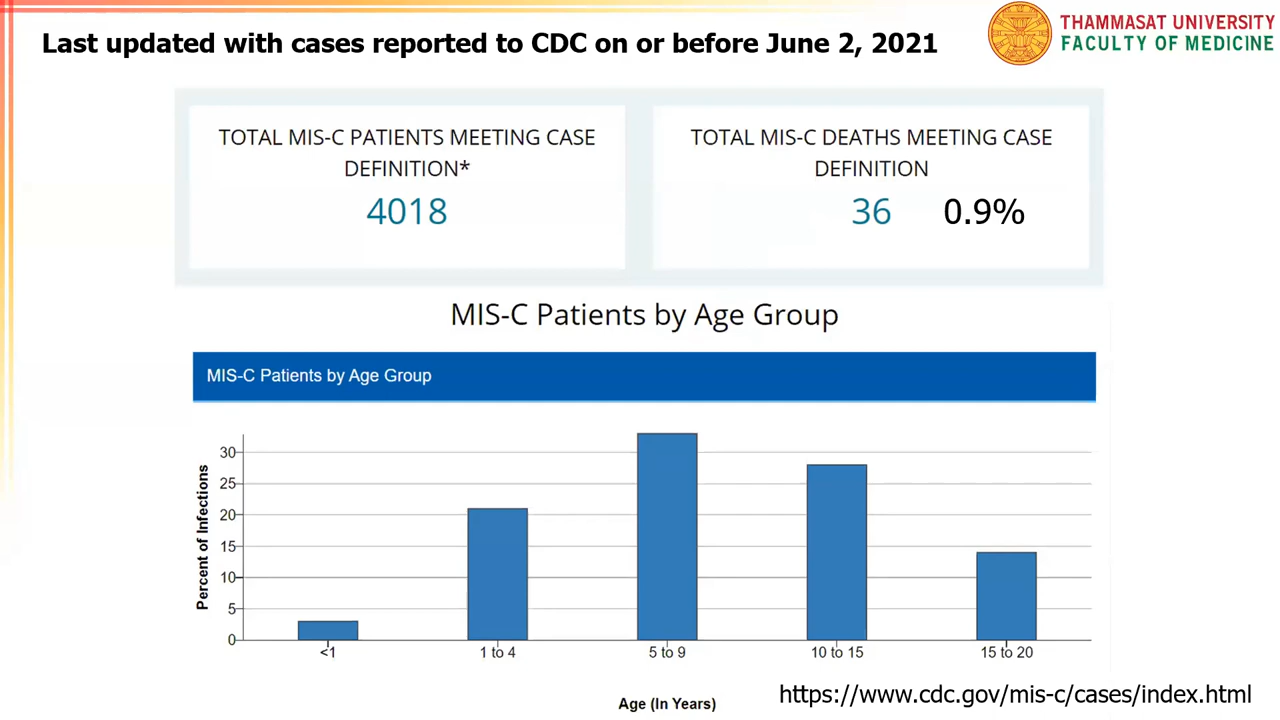 THAMMASAT UNIVERSITY
FACULTY OF MEDICINE
Last updated with cases reported to CDC on or before June 2, 2021
TOTAL MIS-C PATIENTS MEETING CASE
DEFINITION*
4018
TOTAL MIS-C DEATHS MEETING CASE
DEFINITION
36 0.9%
MIS-C Patients by Age Group
MIS-C Patients by Age Group
Percent of Infections
30
25
20
15
10
5
0
<1 1 to 4 5 to 9 10 to 15 15 to 20
Age (In Years)
https://www.cdc.gov/mis-c/cases/index.html